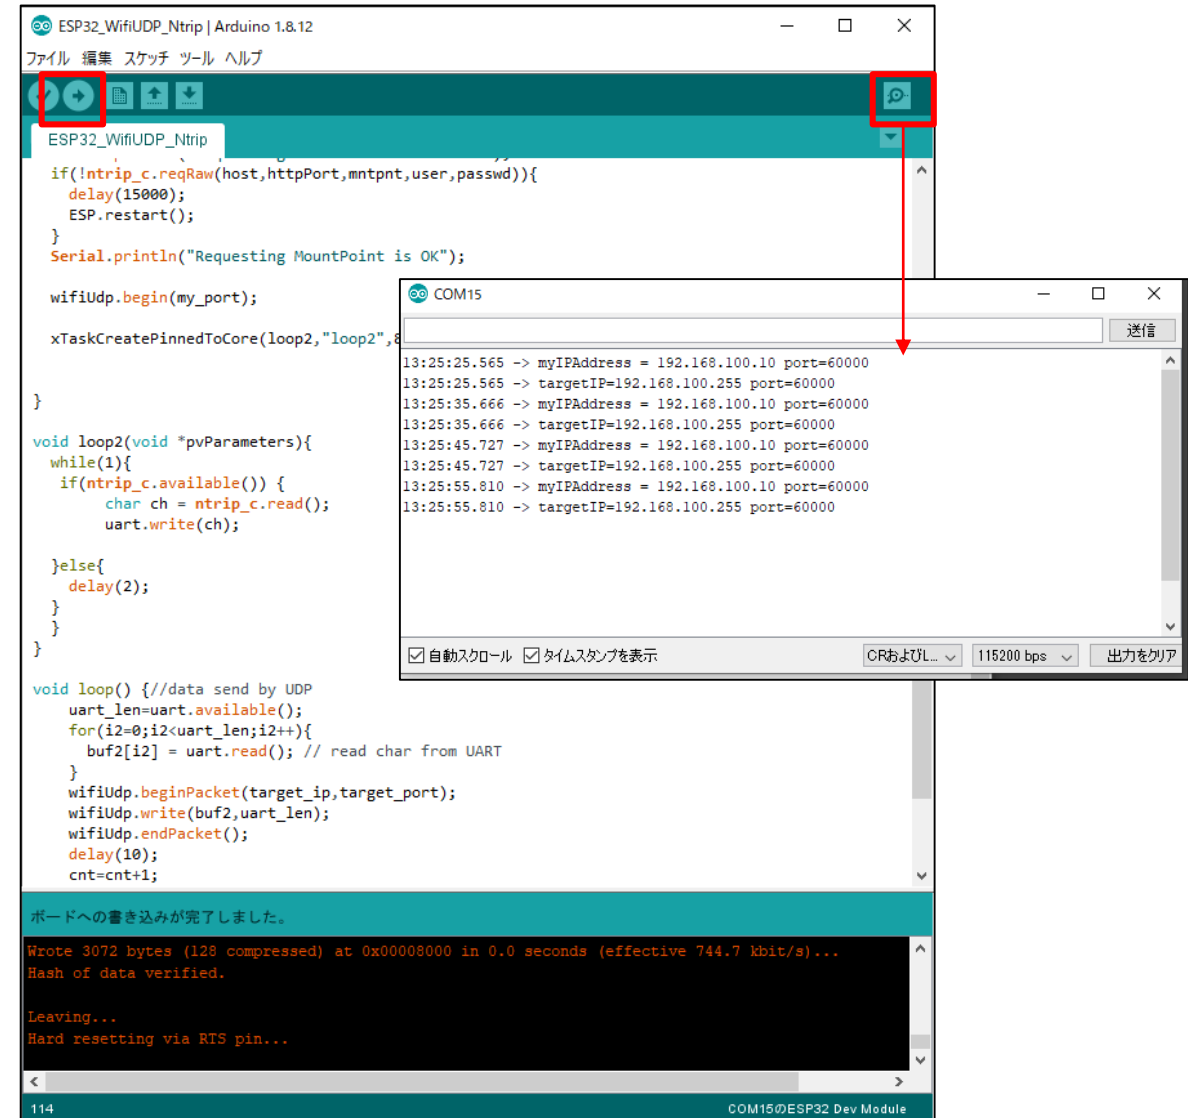 ESP32_WifiUDP_Ntrip | Arduino 1.8.12
ファイル 編集 スケッチ ツール ヘルプ
ESP32_WifiUDP_Ntrip
if(!ntrip_c.reqRaw(host,httpPort,mntpnt,user,passwd)){
delay(15000);
ESP.restart();
}
Serial.println("Requesting MountPoint is OK");
wifiUdp.begin(my_port);
xTaskCreatePinnedToCore(loop2,"loop2",
}
void loop2(void *pvParameters){
while(1){
if(ntrip_c.available()) {
char ch = ntrip_c.read();
uart.write(ch);
}else{
delay(2);
}
}
}
void loop() {//data send by UDP
uart_len=uart.available();
for(i2=0;i2<uart_len;i2++){
buf2[i2] = uart.read(); // read char from UART
}
wifiUdp.beginPacket(target_ip,target_port);
wifiUdp.write(buf2,uart_len);
wifiUdp.endPacket();
delay(10);
cnt=cnt+1;
COM15
送信
13:25:25.565 -> myIPAddress = 192.168.100.10 port=60000
13:25:25.565 -> targetIP=192.168.100.255 port=60000
13:25:35.666 -> myIPAddress = 192.168.100.10 port=60000
13:25:35.666 -> targetIP=192.168.100.255 port=60000
13:25:45.727 -> myIPAddress = 192.168.100.10 port=60000
13:25:45.727 -> targetIP=192.168.100.255 port=60000
13:25:55.810 -> myIPAddress = 192.168.100.10 port=60000
13:25:55.810 -> targetIP=192.168.100.255 port=60000
自動スクロール タイムスタンプを表示 CRおよびL... 115200 bps 出力をクリア
ボードへの書き込みが完了しました。
Wrote 3072 bytes (128 compressed) at 0x00008000 in 0.0 seconds (effective 744.7 kbit/s)...
Hash of data verified.
Leaving...
Hard resetting via RTS pin...
114 COM15のESP32 Dev Module